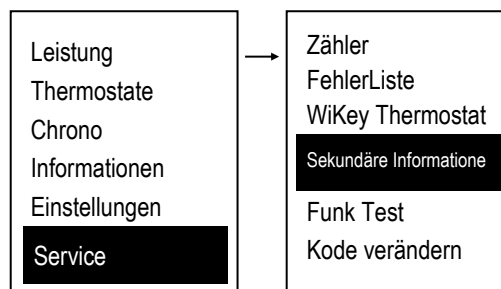 Leistung
Thermostate
Chrono
Informationen
Einstellungen
Service
Zähler
FehlerListe
WiKey Thermostat
Sekundäre Informatione
Funk Test
Kode verändern